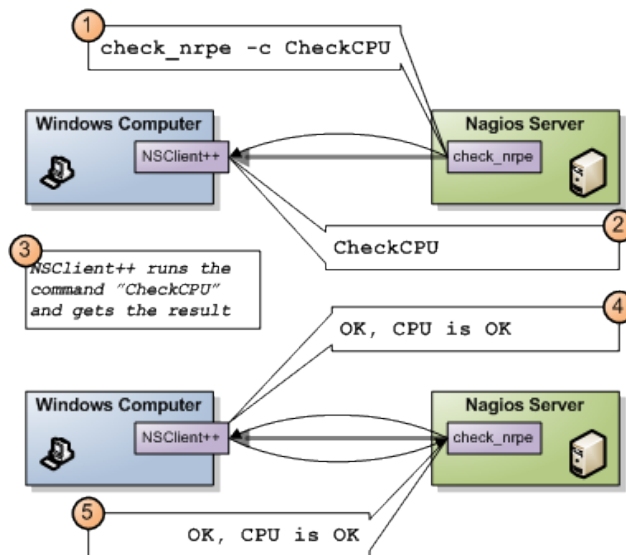 1
check_nrpe -c CheckCPU
Windows Computer
NSClient++
Nagios Server
check_nrpe
2
CheckCPU
3
NSClient++ runs the
command "CheckCPU"
and gets the result
4
OK, CPU is OK
Windows Computer
NSClient++
Nagios Server
check_nrpe
5
OK, CPU is OK